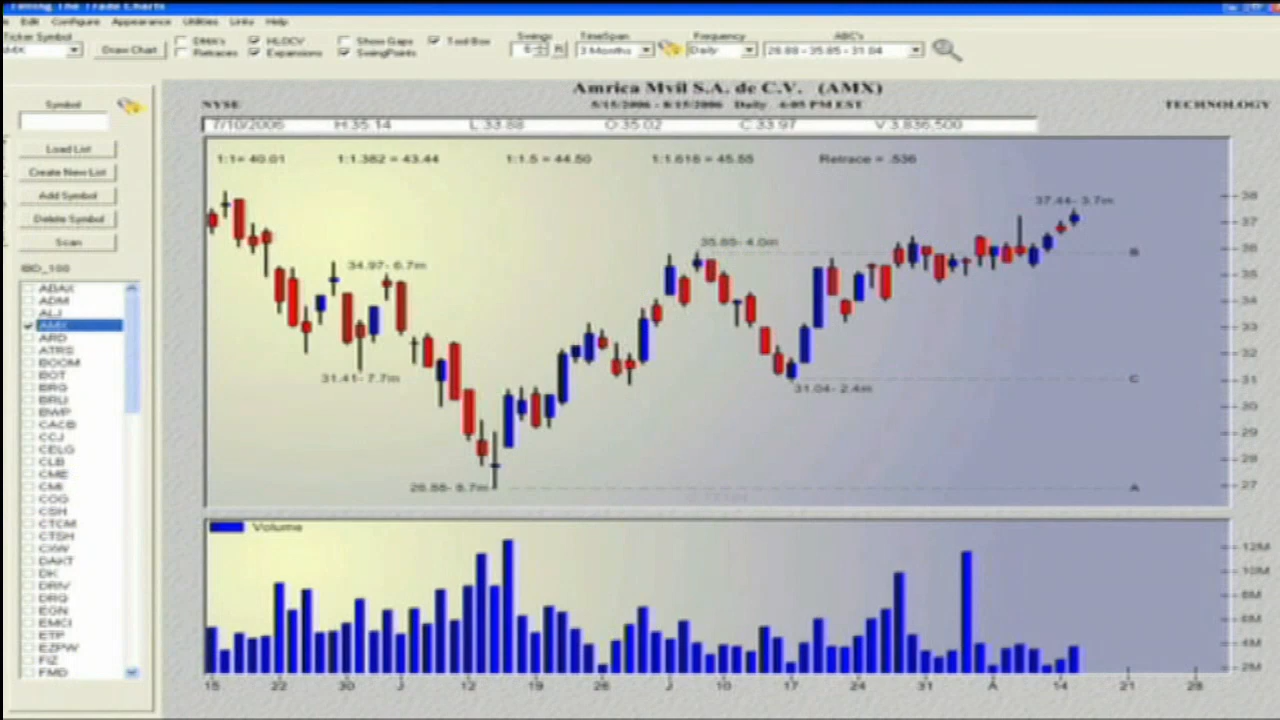 Timing The Trade Charts
Edit Configure Appearance Utilities Links Help
Ticker Symbol
AMX
Draw Chart
HLOCV
Show Gaps
Tool Box
Retraces
Expansions
SwingPoints
Swings
TimeSpan
3 Months
Frequency
Daily
ABC's
26.88 - 35.85 - 31.04
Amrica Mvil S.A. de C.V. (AMX)
NYSE
5/15/2006 - 8/15/2006 Daily 4:05 PM EST
TECHNOLOGY
7/10/2006 H:35.14 L:33.88 O:35.02 C:33.97 V:3,836,500
1:1= 40.01 1:1.382 = 43.44 1:1.5 = 44.50 1:1.618 = 45.55 Retrace = .536
Symbol
Load List
Create New List
Add Symbol
Delete Symbol
Scan
IBD_100
ABAX
ADM
ALJ
AMX
ARD
ATRS
BOOM
BOT
BRG
BRLI
BWP
CACB
CCJ
CELG
CLB
CME
CMI
COG
CSH
CTCM
CTSH
CXW
DAKT
DK
DRIV
DRQ
EGN
EMCI
ETP
EZPW
FIZ
FMD
37.44- 3.7m
35.85- 4.0m
34.97- 6.7m
31.41- 7.7m
31.04- 2.4m
26.88- 8.7m
B
C
A
38
37
36
35
34
33
32
31
30
29
28
27
Volume
12M
10M
8M
6M
4M
2M
15 22 30 J 12 19 26 J 10 17 24 31 A 14 21 28